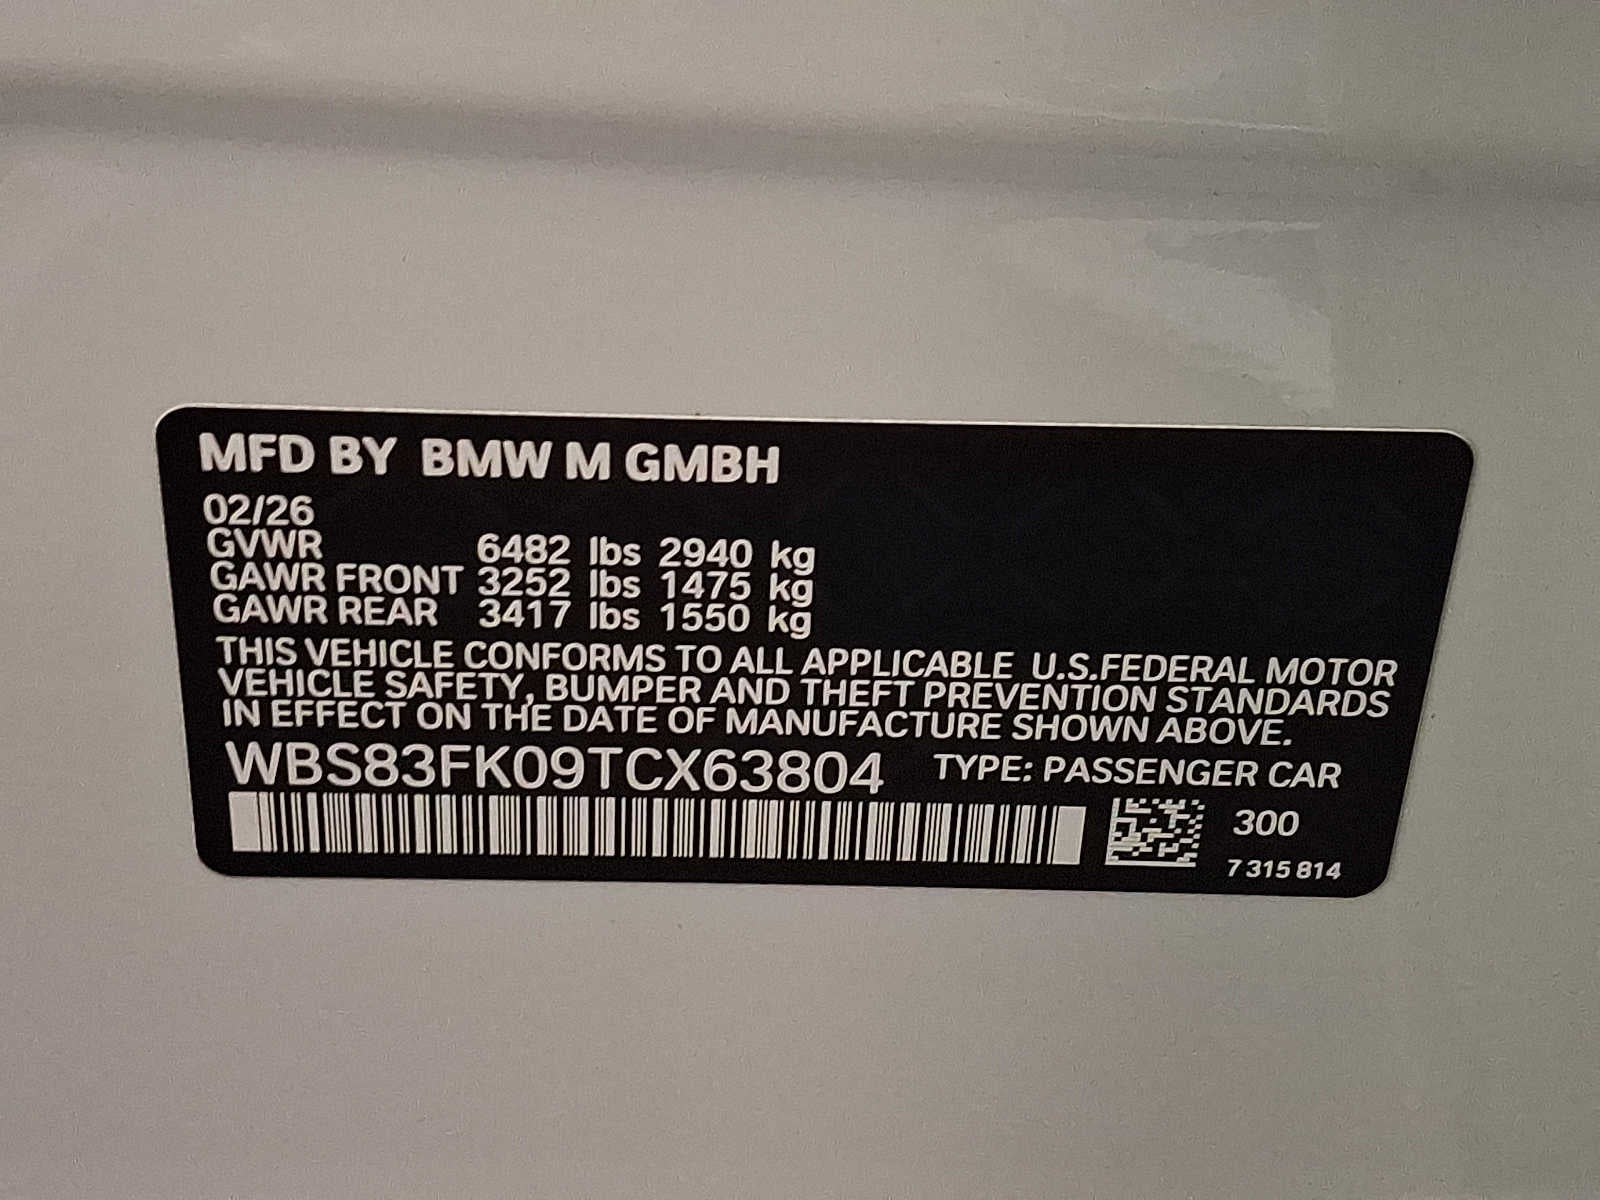 MFD BY BMW M GMBH
02/26
GVWR 6482 lbs 2940 kg
GAWR FRONT 3252 lbs 1475 kg
GAWR REAR 3417 lbs 1550 kg
THIS VEHICLE CONFORMS TO ALL APPLICABLE U.S.FEDERAL MOTOR
VEHICLE SAFETY, BUMPER AND THEFT PREVENTION STANDARDS
IN EFFECT ON THE DATE OF MANUFACTURE SHOWN ABOVE.
WBS83FK09TCX63804 TYPE: PASSENGER CAR
300
7 315 814